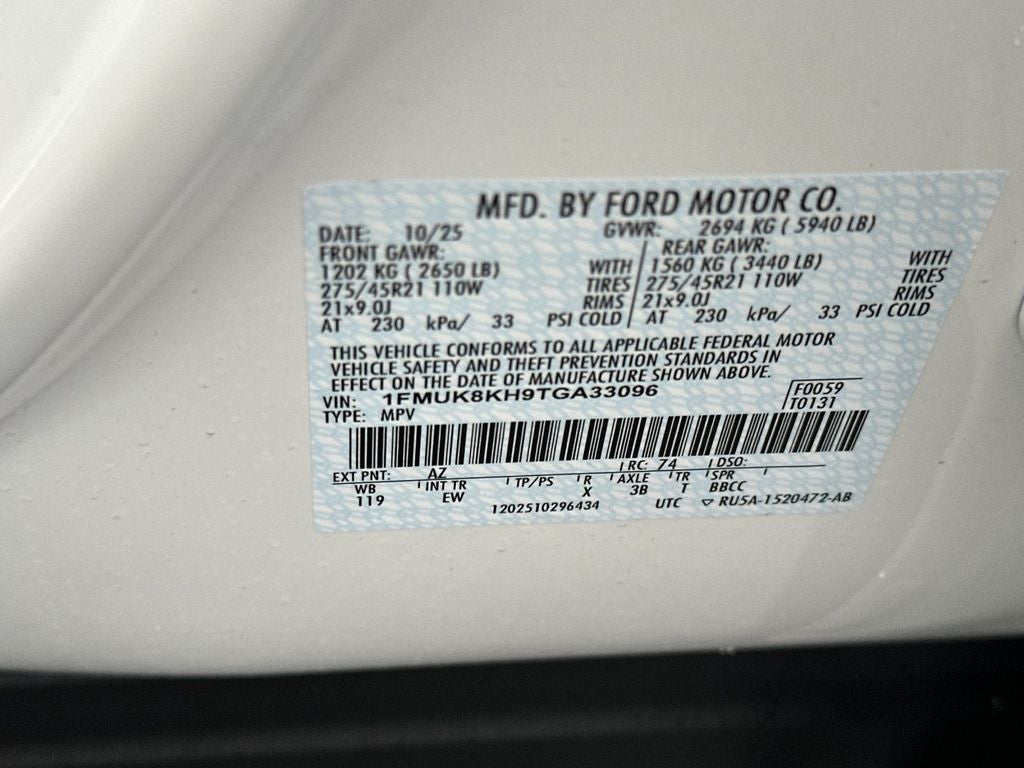 MFD. BY FORD MOTOR CO.
DATE: 10/25 GVWR: 2694 KG ( 5940 LB)
FRONT GAWR: REAR GAWR:
1202 KG ( 2650 LB) WITH 1560 KG ( 3440 LB) WITH
275/45R21 110W TIRES 275/45R21 110W TIRES
21x9.0J RIMS 21x9.0J RIMS
AT 230 kPa/ 33 PSI COLD AT 230 kPa/ 33 PSI COLD
THIS VEHICLE CONFORMS TO ALL APPLICABLE FEDERAL MOTOR
VEHICLE SAFETY AND THEFT PREVENTION STANDARDS IN
EFFECT ON THE DATE OF MANUFACTURE SHOWN ABOVE.
VIN: 1FMUK8KH9TGA33096 F0059
TYPE: MPV T0131
EXT PNT: AZ RC: 74 DSO:
WB INT TR TP/PS R AXLE TR SPR
119 EW X 3B T BBCC
1202510296434 UTC ▽ RU5A-1520472-AB